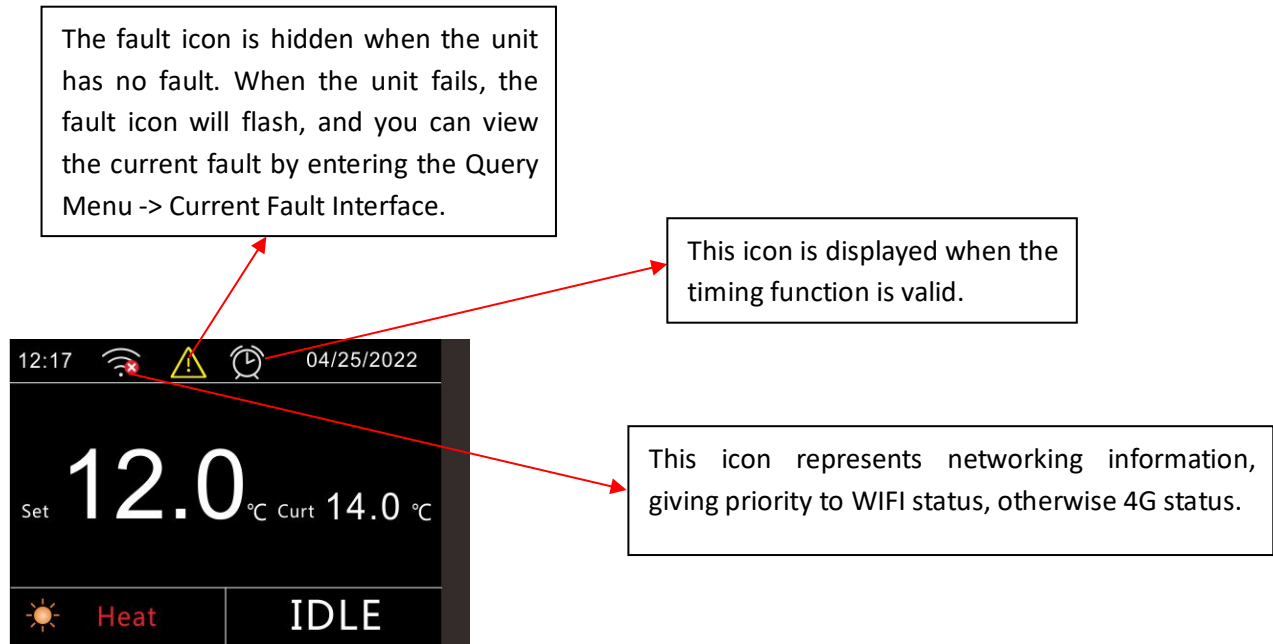 The fault icon is hidden when the unit
has no fault. When the unit fails, the
fault icon will flash, and you can view
the current fault by entering the Query
Menu -> Current Fault Interface.
This icon is displayed when the
timing function is valid.
12:17 04/25/2022
Set 12.0 ℃ Curt 14.0 ℃
This icon represents networking information,
giving priority to WIFI status, otherwise 4G status.
Heat IDLE